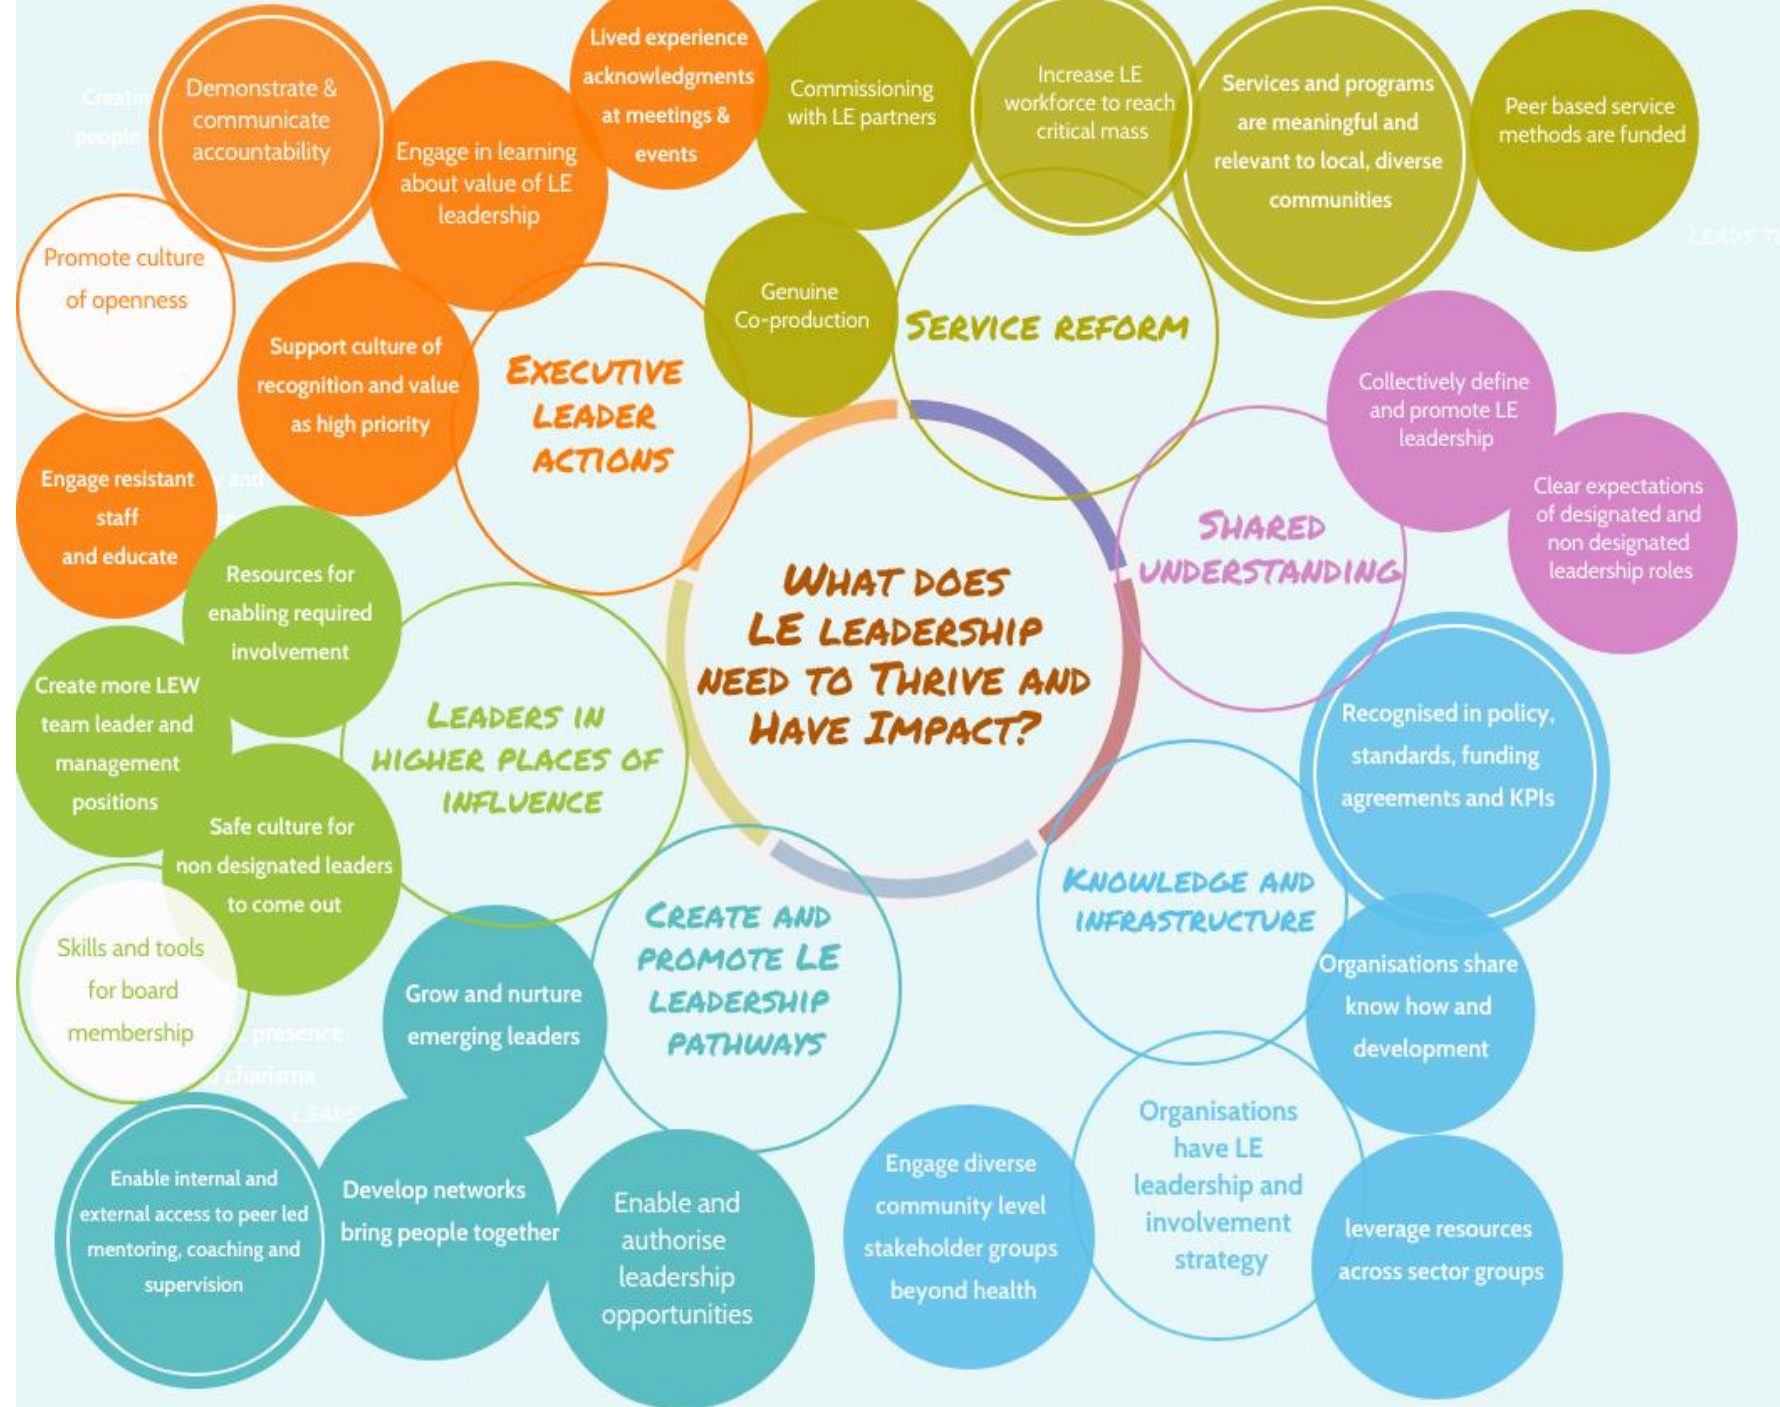 Demonstrate &
communicate
accountability
Engage in learning
about value of LE
leadership
Lived experience
acknowledgments
at meetings &
events
Promote culture
of openness
Support culture of
recognition and value
as high priority
Engage resistant
staff
and educate
EXECUTIVE
LEADER
ACTIONS
Commissioning
with LE partners
Increase LE
workforce to reach
critical mass
Services and programs
are meaningful and
relevant to local, diverse
communities
Peer based service
methods are funded
Genuine
Co-production
SERVICE REFORM
Collectively define
and promote LE
leadership
Clear expectations
of designated and
non designated
leadership roles
SHARED
UNDERSTANDING
WHAT DOES
LE LEADERSHIP
NEED TO THRIVE AND
HAVE IMPACT?
Resources for
enabling required
involvement
Create more LEW
team leader and
management
positions
Safe culture for
non designated leaders
to come out
Skills and tools
for board
membership
LEADERS IN
HIGHER PLACES OF
INFLUENCE
presence
charisma
LEADS
Recognised in policy,
standards, funding
agreements and KPIs
KNOWLEDGE AND
INFRASTRUCTURE
Organisations share
know how and
development
Organisations
have LE
leadership and
involvement
strategy
Engage diverse
community level
stakeholder groups
beyond health
leverage resources
across sector groups
CREATE AND
PROMOTE LE
LEADERSHIP
PATHWAYS
Grow and nurture
emerging leaders
Enable internal and
external access to peer led
mentoring, coaching and
supervision
Develop networks
bring people together
Enable and
authorise
leadership
opportunities